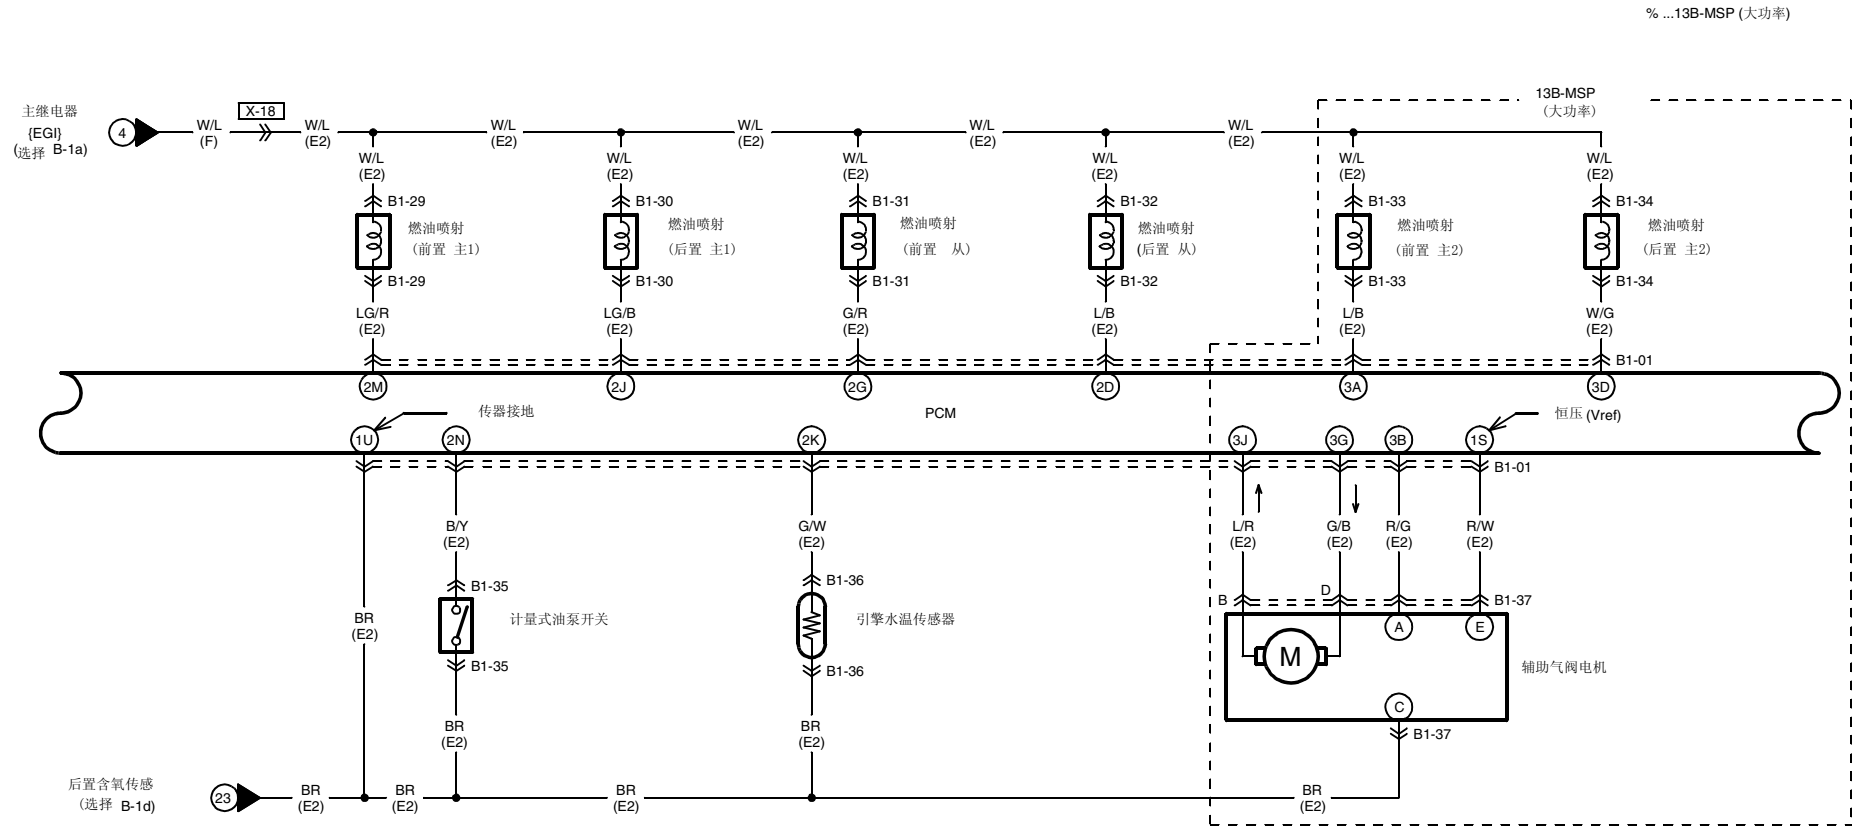 % ...13B-MSP (大功率)
13B-MSP
(大功率)
主继电器
{EGI}
(选择 B-1a)
4
W/L
(F)
X-18
W/L
(E2)
W/L
(E2)
W/L
(E2)
W/L
(E2)
W/L
(E2)
W/L
(E2)
W/L
(E2)
W/L
(E2)
W/L
(E2)
W/L
(E2)
W/L
(E2)
B1-29
B1-30
B1-31
B1-32
B1-33
B1-34
燃油喷射
(前置 主1)
燃油喷射
(后置 主1)
燃油喷射
(前置 从)
燃油喷射
(后置 从)
燃油喷射
(前置 主2)
燃油喷射
(后置 主2)
B1-29
B1-30
B1-31
B1-32
B1-33
B1-34
LG/R
(E2)
LG/B
(E2)
G/R
(E2)
L/B
(E2)
L/B
(E2)
W/G
(E2)
B1-01
2M
2J
2G
2D
3A
3D
传器接地
PCM
恒压 (Vref)
1U
2N
2K
3J
3G
3B
1S
B1-01
B/Y
(E2)
G/W
(E2)
L/R
(E2)
G/B
(E2)
R/G
(E2)
R/W
(E2)
B1-35
B1-36
B
D
B1-37
BR
(E2)
计量式油泵开关
引擎水温传感器
A
E
M
辅助气阀电机
B1-35
B1-36
C
B1-37
BR
(E2)
BR
(E2)
后置含氧传感
(选择 B-1d)
23
BR
(E2)
BR
(E2)
BR
(E2)
BR
(E2)